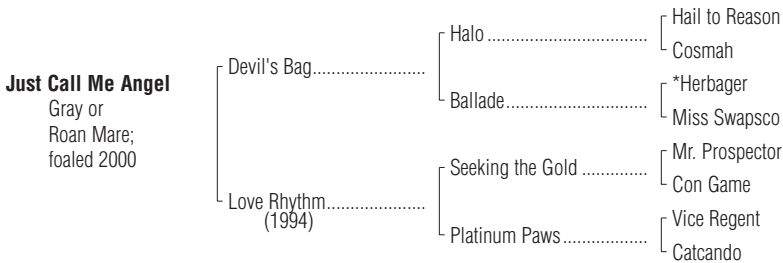 Just Call Me Angel
Gray or
Roan Mare;
foaled 2000
Devil's Bag
Love Rhythm
(1994)
Halo
Ballade
Seeking the Gold
Platinum Paws
Hail to Reason
Cosmah
*Herbager
Miss Swapsco
Mr. Prospector
Con Game
Vice Regent
Catcando